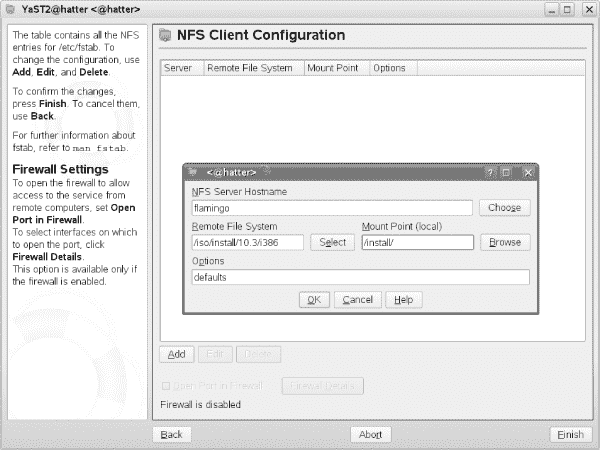 YaST2@hatter <@hatter>
The table contains all the NFS
entries for /etc/fstab. To
change the configuration, use
Add, Edit, and Delete.
To confirm the changes,
press Finish. To cancel them,
use Back.
For further information about
fstab, refer to man fstab.
Firewall Settings
To open the firewall to allow
access to the service from
remote computers, set Open
Port in Firewall.
To select interfaces on which
to open the port, click
Firewall Details.
This option is available only if
the firewall is enabled.
NFS Client Configuration
Server Remote File System Mount Point Options
<@hatter>
NFS Server Hostname
flamingo
Choose
Remote File System Mount Point (local)
/iso/install/10.3/i386 Select /install/ Browse
Options
defaults
OK Cancel Help
Add Edit Delete
Open Port in Firewall Firewall Details
Firewall is disabled
Back Abort Finish